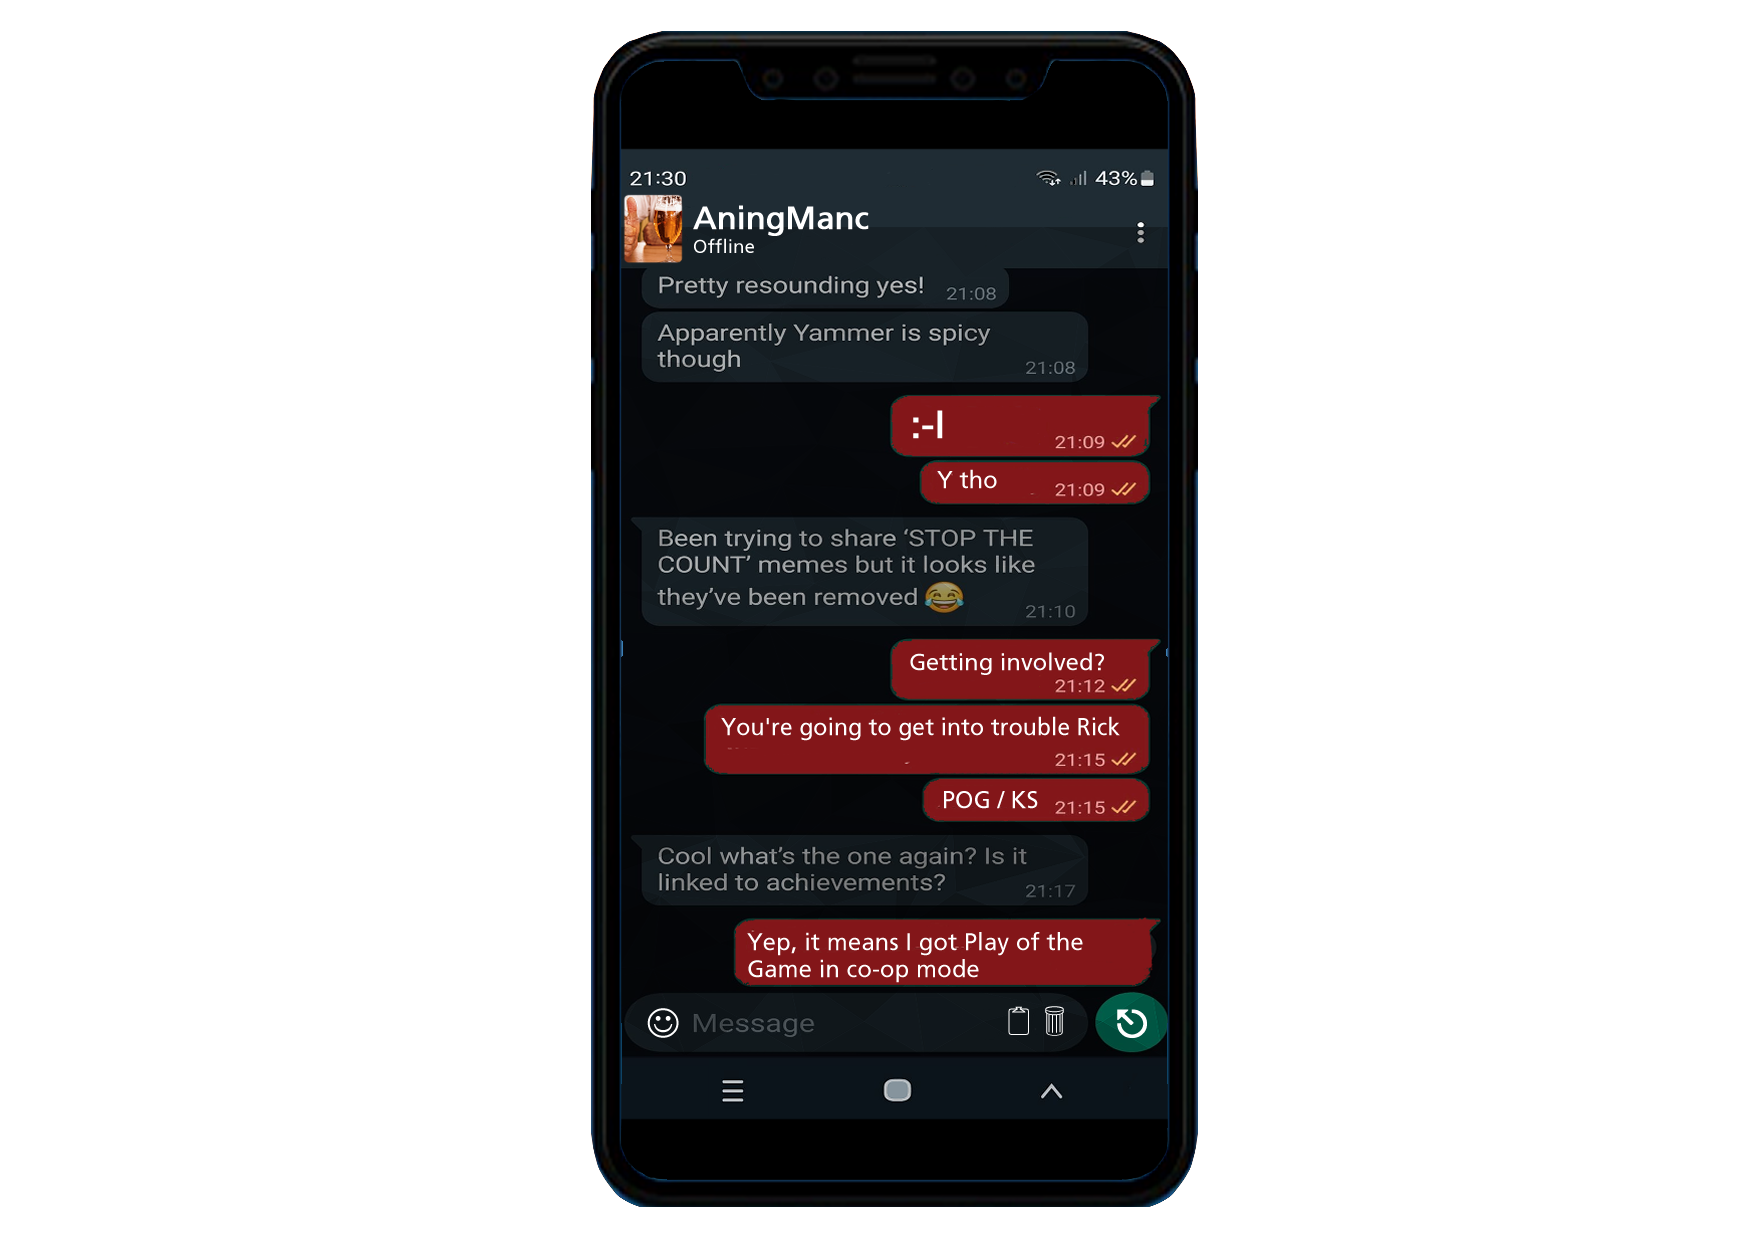 21:30
43%
AningManc
Offline
Pretty resounding yes! 21:08
Apparently Yammer is spicy
though
21:08
:-l
21:09
Y tho 21:09
Been trying to share ‘STOP THE
COUNT’ memes but it looks like
they’ve been removed 😂
21:10
Getting involved?
21:12
You're going to get into trouble Rick
21:15
POG / KS 21:15
Cool what’s the one again? Is it
linked to achievements?
21:17
Yep, it means I got Play of the
Game in co-op mode
Message